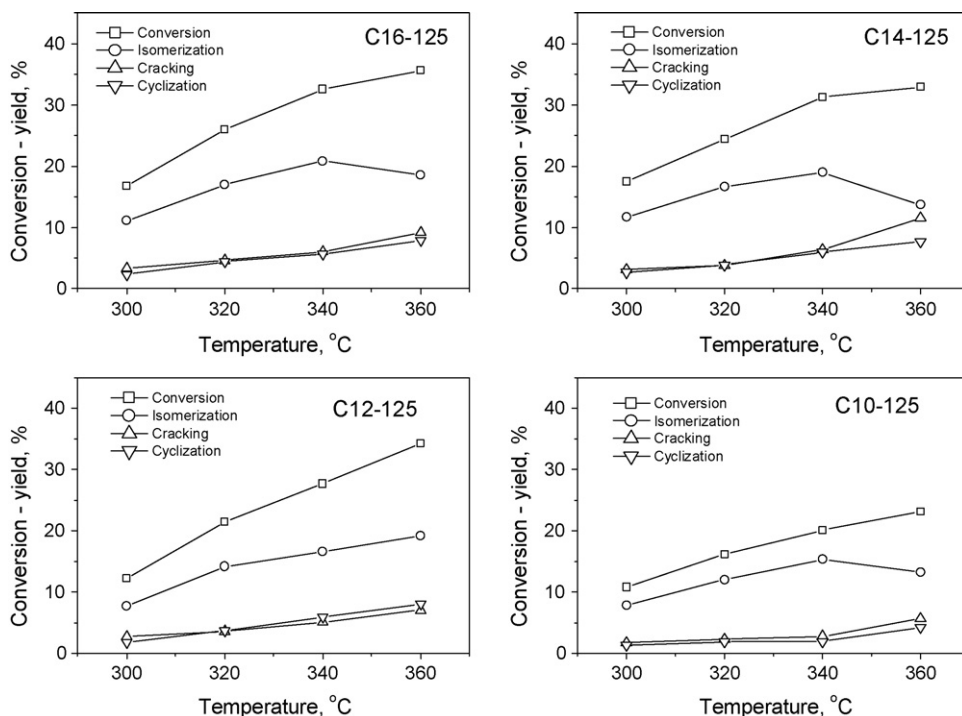 C16-125
Conversion
Isomerization
Cracking
Cyclization
Conversion - yield, %
40
30
20
10
0
300 320 340 360
Temperature, °C
C14-125
Conversion
Isomerization
Cracking
Cyclization
Conversion - yield, %
40
30
20
10
0
300 320 340 360
Temperature, °C
C12-125
Conversion
Isomerization
Cracking
Cyclization
Conversion - yield, %
40
30
20
10
0
300 320 340 360
Temperature, °C
C10-125
Conversion
Isomerization
Cracking
Cyclization
Conversion - yield, %
40
30
20
10
0
300 320 340 360
Temperature, °C